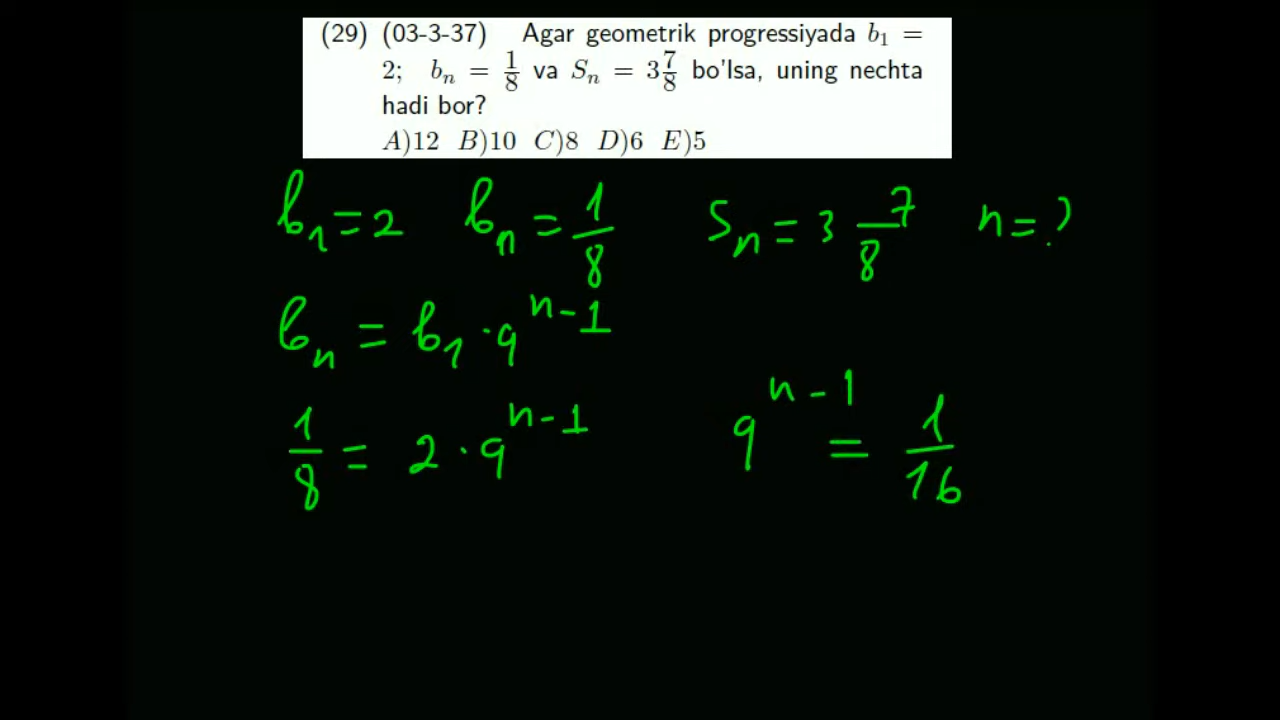 (29) (03-3-37) Agar geometrik progressiyada b₁ =
2; bₙ = 1/8 va Sₙ = 3 7/8 bo'lsa, uning nechta
hadi bor?
A)12 B)10 C)8 D)6 E)5
b₁ = 2 bₙ = 1/8 Sₙ = 3 7/8 n = ?
bₙ = b₁ · q^(n-1)
1/8 = 2 · q^(n-1) q^(n-1) = 1/16